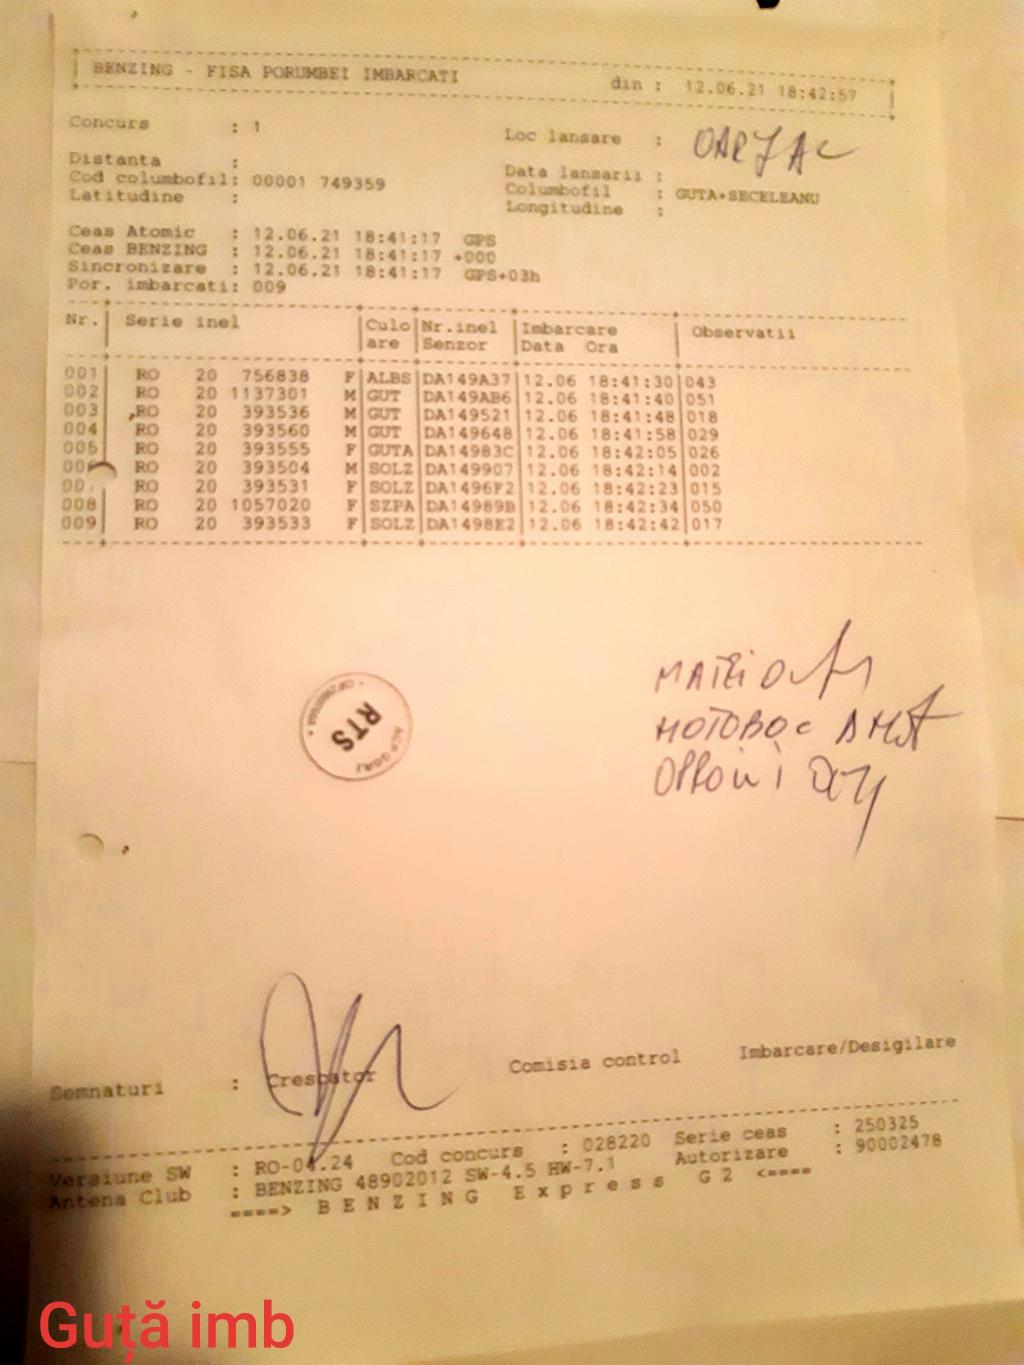 BENZING - FISA PORUMBEI IMBARCATI din : 12.06.21 18:42:57
Concurs : 1 Loc lansare :
Distanta : Data lansarii :
Cod columbofil: 00001 749359 Columbofil : GUTA+SECELEANU
Latitudine : Longitudine :
Ceas Atomic : 12.06.21 18:41:17 GPS
Ceas BENZING : 12.06.21 18:41:17 +000
Sincronizare : 12.06.21 18:41:17 GPS+03h
Por. imbarcati: 009
Nr. Serie inel Culo Nr.inel Imbarcare Observatii
are Senzor Data Ora
001 RO 20 756838 F ALBS DA149A37 12.06 18:41:30 043
002 RO 20 1137301 M GUT DA149AB6 12.06 18:41:40 051
003 RO 20 393536 M GUT DA149521 12.06 18:41:48 018
004 RO 20 393560 M GUT DA149648 12.06 18:41:58 029
005 RO 20 393555 F GUTA DA14983C 12.06 18:42:05 026
RO 20 393504 M SOLZ DA149907 12.06 18:42:14 002
RO 20 393531 F SOLZ DA1496F2 12.06 18:42:23 015
008 RO 20 1057020 F SZPA DA14989B 12.06 18:42:34 050
009 RO 20 393533 F SOLZ DA1498E2 12.06 18:42:42 017
RTS
MATEI
Semnaturi : Crescator Comisia control Imbarcare/Desigilare
Versiune SW : RO-04.24 Cod concurs : 028220 Serie ceas : 250325
Antena Club : BENZING 48902012 SW-4.5 HW-7.1 Autorizare : 90002478
====> B E N Z I N G E x p r e s s G 2 <====
Guță imb